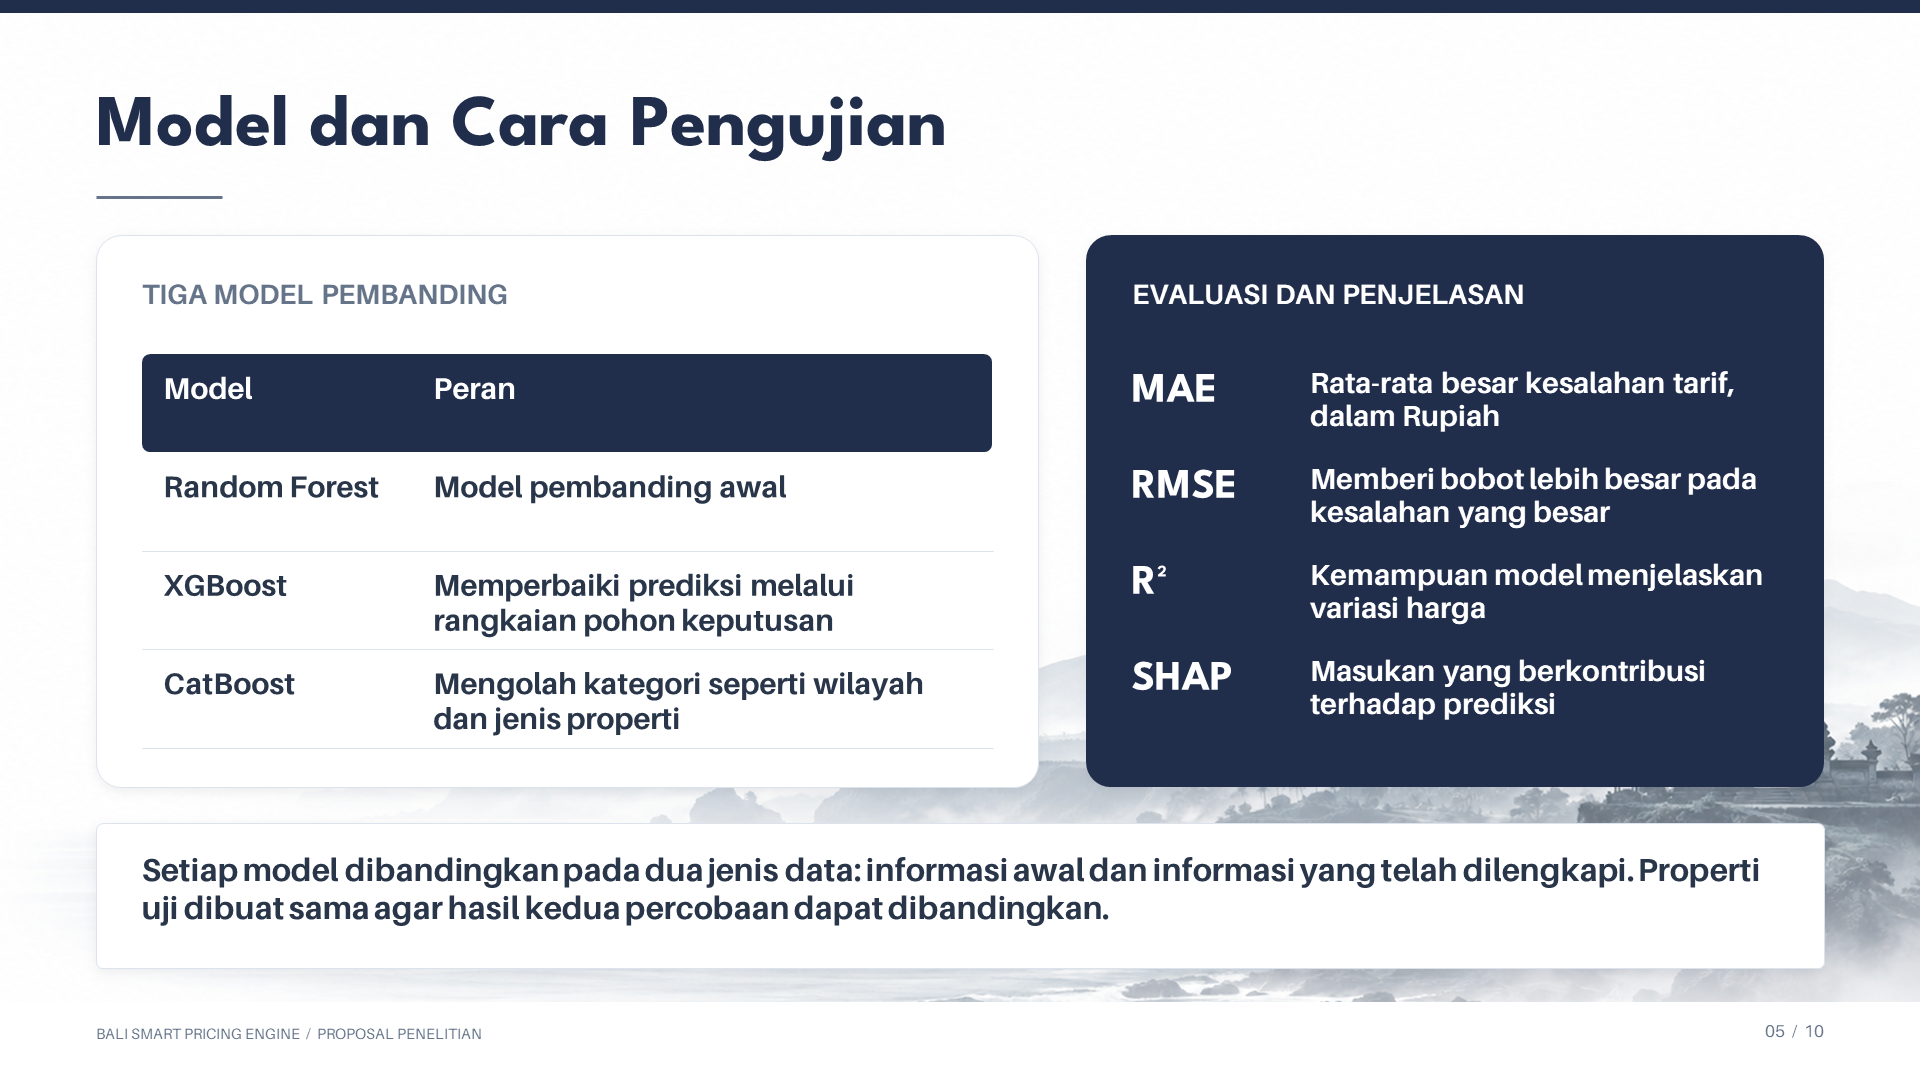 Model dan Cara Pengujian
TIGA MODEL PEMBANDING
Model Peran
Random Forest Model pembanding awal
XGBoost Memperbaiki prediksi melalui
rangkaian pohon keputusan
CatBoost Mengolah kategori seperti wilayah
dan jenis properti
EVALUASI DAN PENJELASAN
MAE Rata-rata besar kesalahan tarif,
dalam Rupiah
RMSE Memberi bobot lebih besar pada
kesalahan yang besar
R² Kemampuan model menjelaskan
variasi harga
SHAP Masukan yang berkontribusi
terhadap prediksi
Setiap model dibandingkan pada dua jenis data: informasi awal dan informasi yang telah dilengkapi. Properti
uji dibuat sama agar hasil kedua percobaan dapat dibandingkan.
BALI SMART PRICING ENGINE / PROPOSAL PENELITIAN
05 / 10